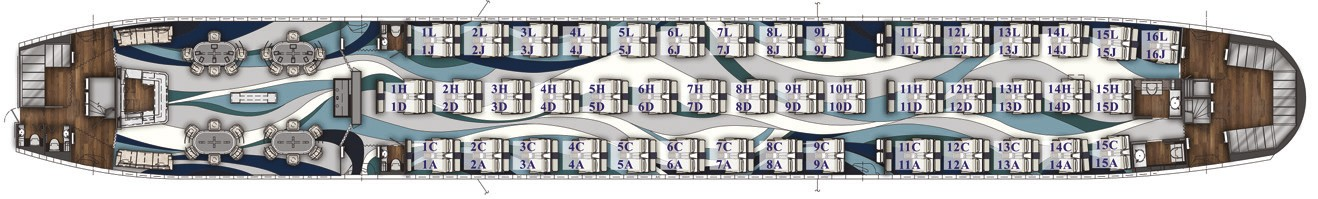 1L 2L 3L 4L 5L 6L 7L 8L 9L 11L 12L 13L 14L 15L 16L
1J 2J 3J 4J 5J 6J 7J 8J 9J 11J 12J 13J 14J 15J 16J
1H 2H 3H 4H 5H 6H 7H 8H 9H 10H 11H 12H 13H 14H 15H
1D 2D 3D 4D 5D 6D 7D 8D 9D 10D 11D 12D 13D 14D 15D
1C 2C 3C 4C 5C 6C 7C 8C 9C 11C 12C 13C 14C 15C
1A 2A 3A 4A 5A 6A 7A 8A 9A 11A 12A 13A 14A 15A